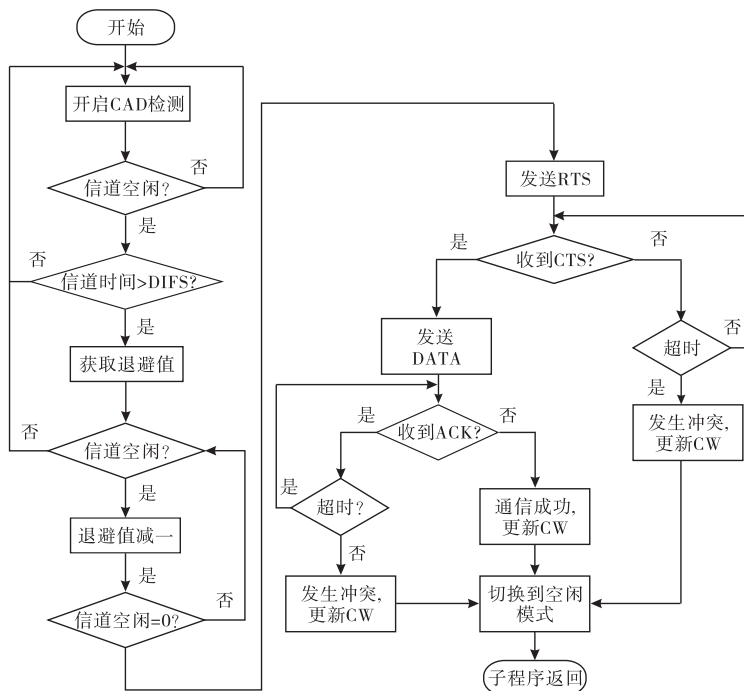 开始
开启CAD检测
信道空闲?
否
是
信道时间>DIFS?
否
是
获取退避值
信道空闲?
否
是
退避值减一
是
信道空闲=0?
否
发送RTS
收到CTS?
是
否
发送
DATA
超时
否
是
发生冲突,
更新CW
收到ACK?
是
否
超时?
是
否
通信成功,
更新CW
发生冲突,
更新CW
切换到空闲
模式
子程序返回